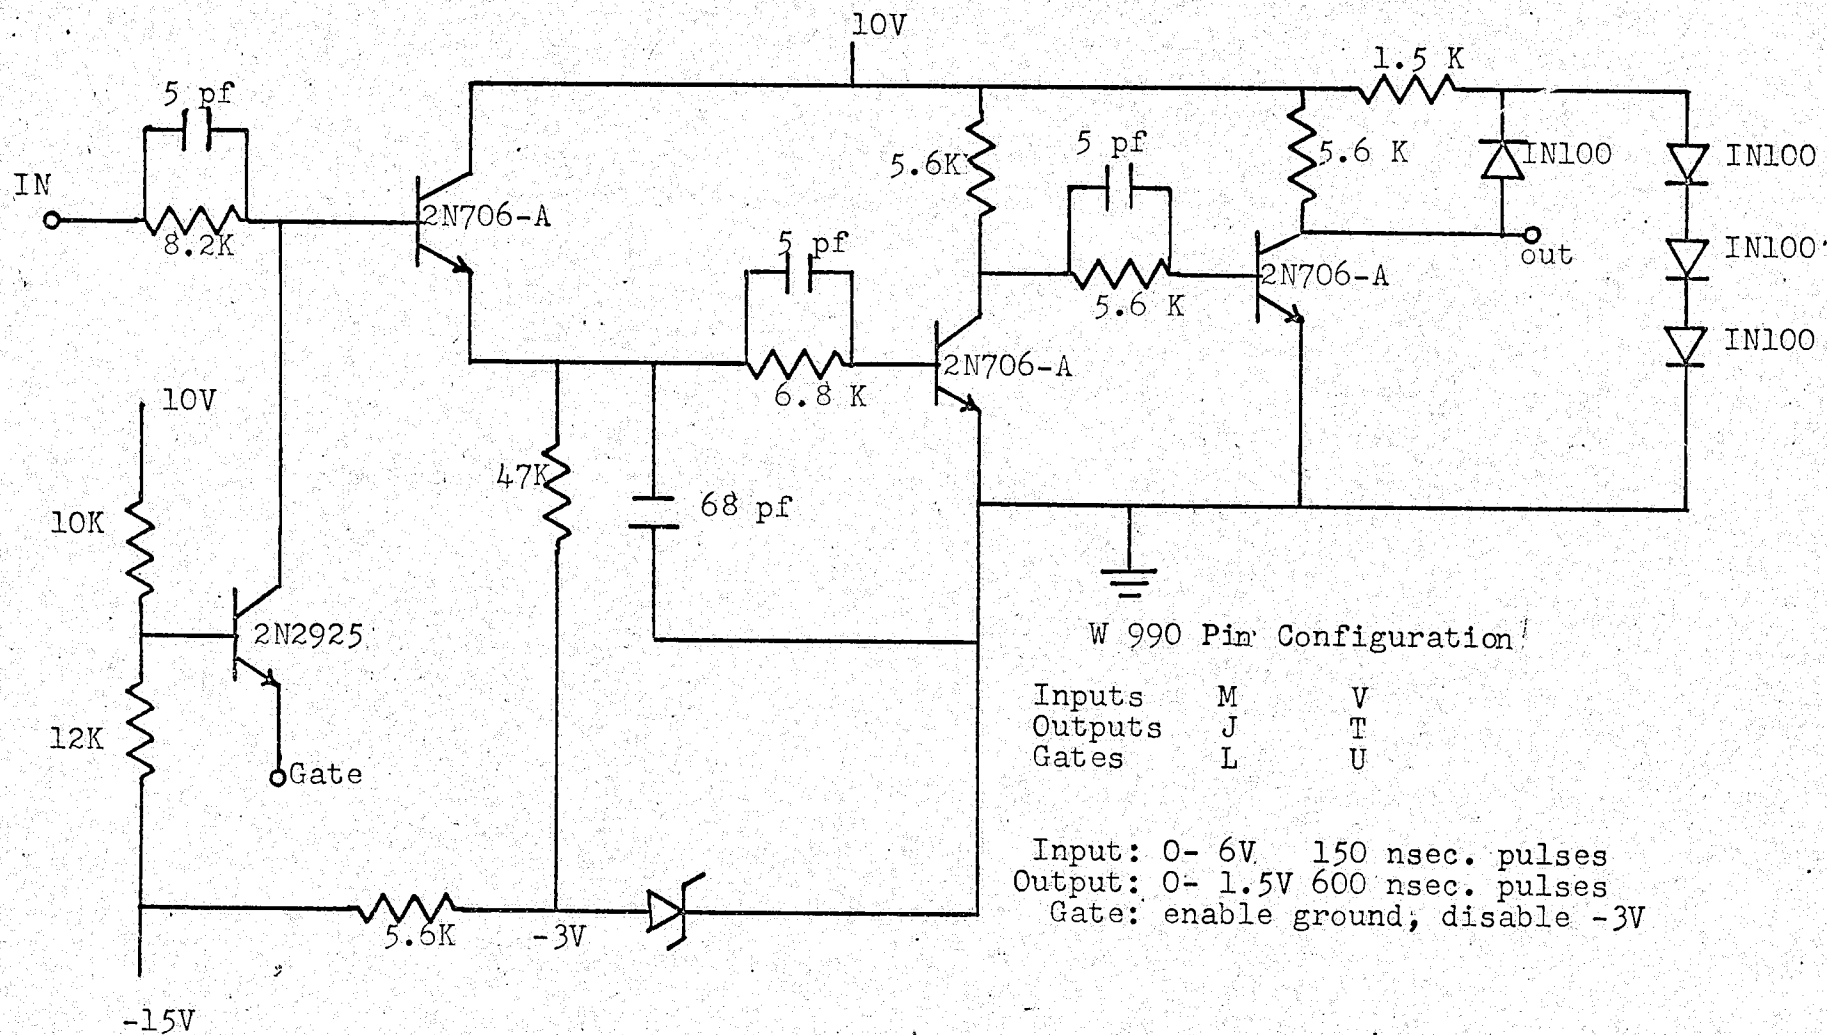 10V
1.5 K
5 pf
IN
8.2K
2N706-A
5.6K
5 pf
5.6 K
2N706-A
5.6 K
IN100
out
IN100
IN100
IN100
5 pf
6.8 K
2N706-A
10V
10K
12K
2N2925
Gate
47K
68 pf
5.6K
-3V
-15V
W 990 Pin Configuration
Inputs M V
Outputs J T
Gates L U
Input: 0- 6V 150 nsec. pulses
Output: 0- 1.5V 600 nsec. pulses
Gate: enable ground, disable -3V